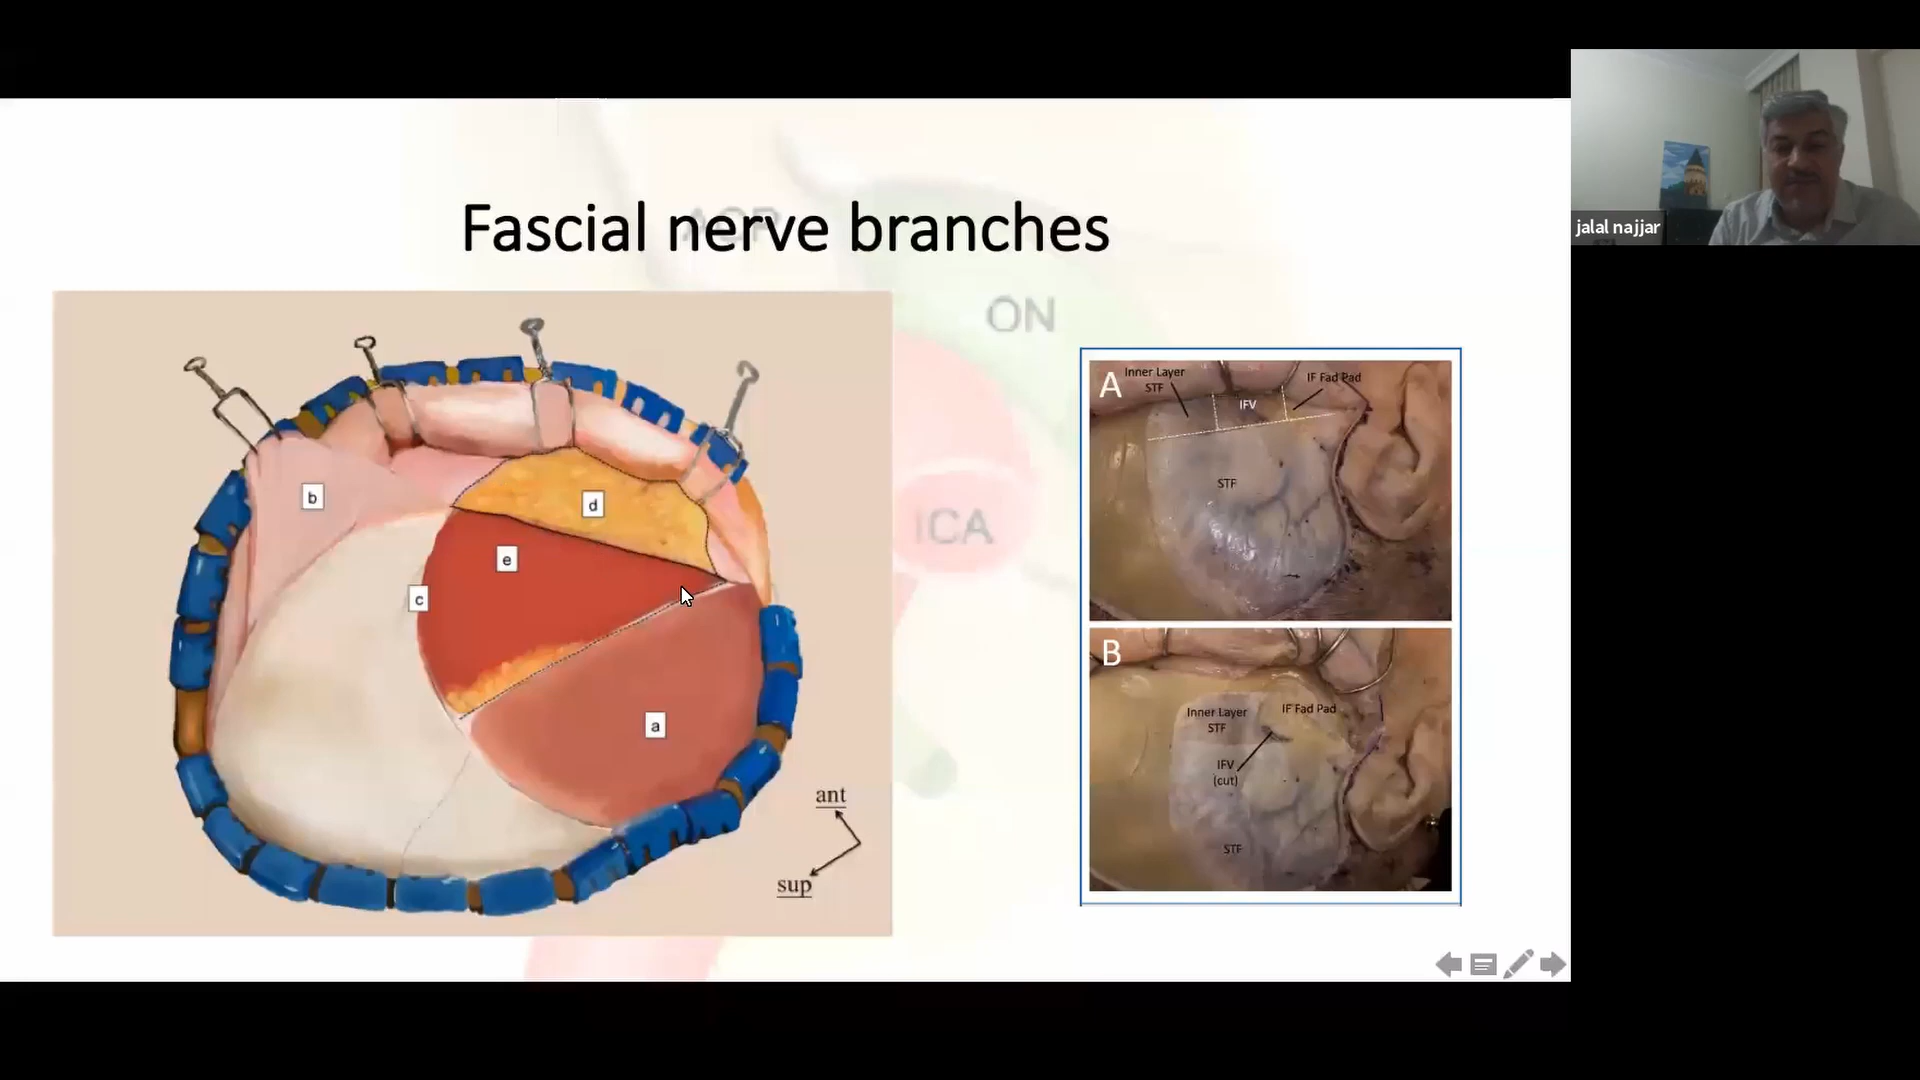 Fascial nerve branches
ACP
ON
ICA
b
d
e
c
a
ant
sup
A
Inner Layer
STF
IFV
IF Fad Pad
STF
B
Inner Layer
STF
IF Fad Pad
IFV
(cut)
STF
jalal najjar